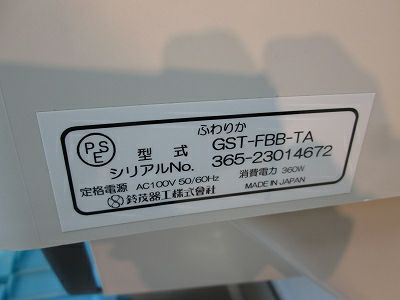 ふわりか
PSE 型式 GST-FBB-TA
シリアルNo. 365-23014672
定格電源 AC100V 50/60Hz 消費電力 360W
鈴茂器工株式會社 MADE IN JAPAN